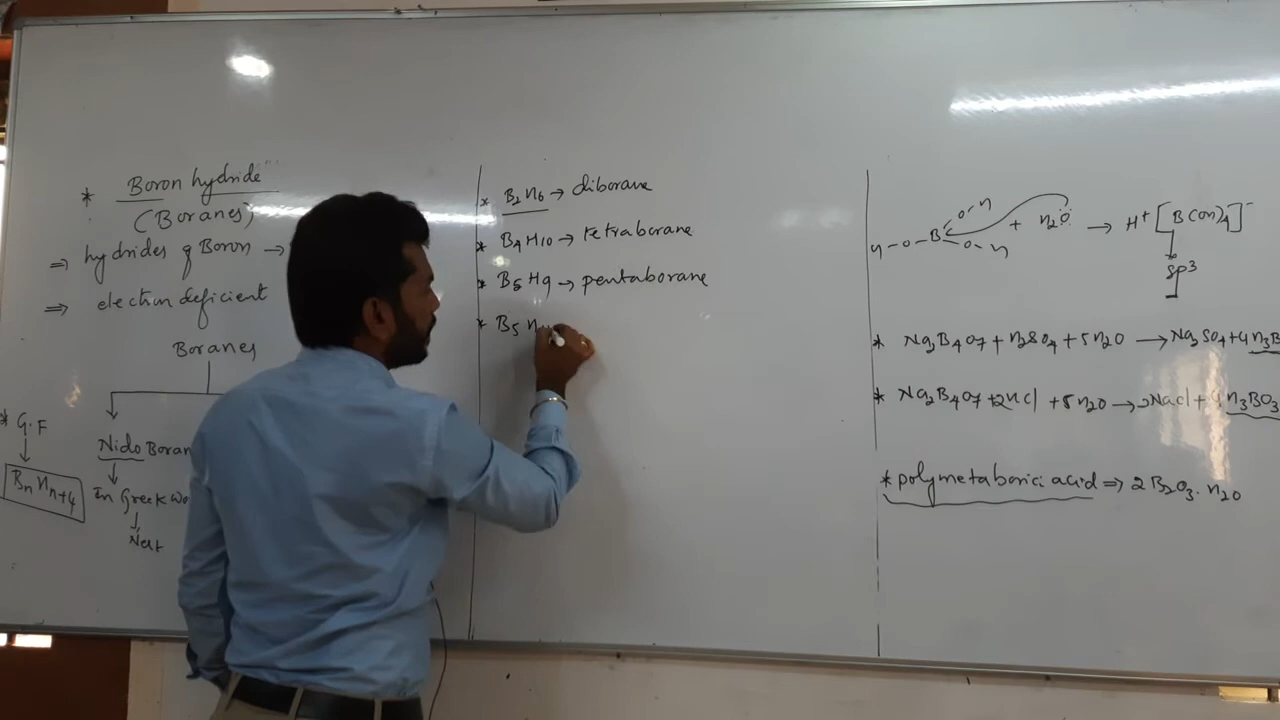 * Boron hydride
(Boranes)
⇒ hydrides of Boron →
⇒ electron deficient
Boranes
* G.F
↓
BnHn+4
Nido Boran
↓
In Greek Wo
↓
Nest
* B2H6 → diborane
* B4H10 → tetraborane
* B5H9 → pentaborane
* B5H
H-O-B
O-H
O-H
+ H2O: → H+ [B(OH)4]-
↓
sp3
* Na2B4O7 + H2SO4 + 5H2O → Na2SO4 + 4H3B
* Na2B4O7 + 2HCl + 5H2O → 2NaCl + 4H3BO3
* polymetaboric acid ⇒ 2B2O3.H2O